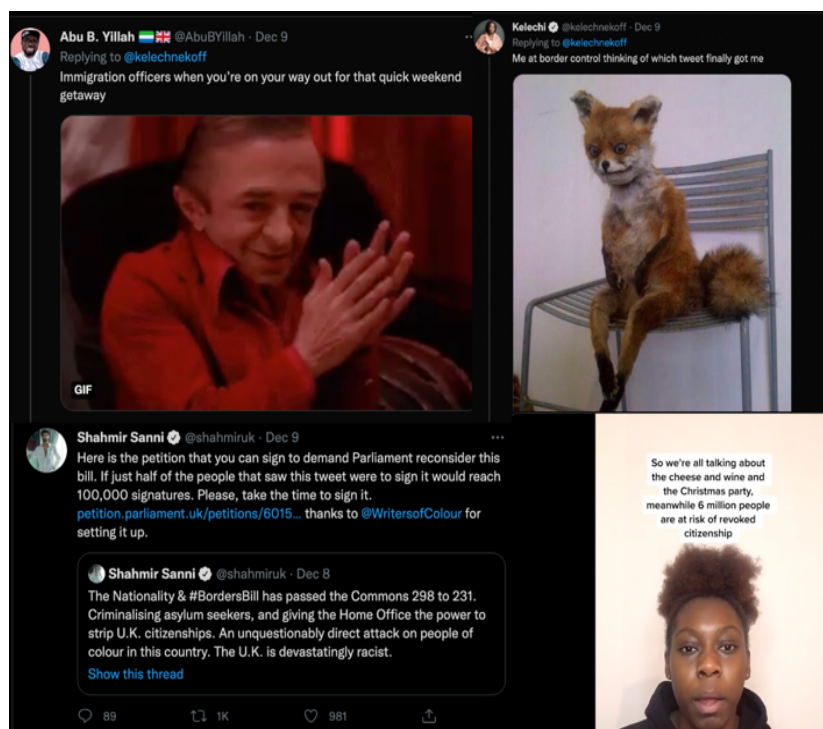 Abu B. Yillah 🇸🇱🇬🇧 @AbuBYillah · Dec 9
Replying to @kelechnekoff
Immigration officers when you're on your way out for that quick weekend
getaway
GIF
Kelechi @kelechnekoff · Dec 9
Replying to @kelechnekoff
Me at border control thinking of which tweet finally got me
Shahmir Sanni @shahmiruk · Dec 9
Here is the petition that you can sign to demand Parliament reconsider this
bill. If just half of the people that saw this tweet were to sign it would reach
100,000 signatures. Please, take the time to sign it.
petition.parliament.uk/petitions/6015... thanks to @WritersofColour for
setting it up.
Shahmir Sanni @shahmiruk · Dec 8
The Nationality & #BordersBill has passed the Commons 298 to 231.
Criminalising asylum seekers, and giving the Home Office the power to
strip U.K. citizenships. An unquestionably direct attack on people of
colour in this country. The U.K. is devastatingly racist.
Show this thread
89 1K 981
So we're all talking about
the cheese and wine and
the Christmas party,
meanwhile 6 million people
are at risk of revoked
citizenship